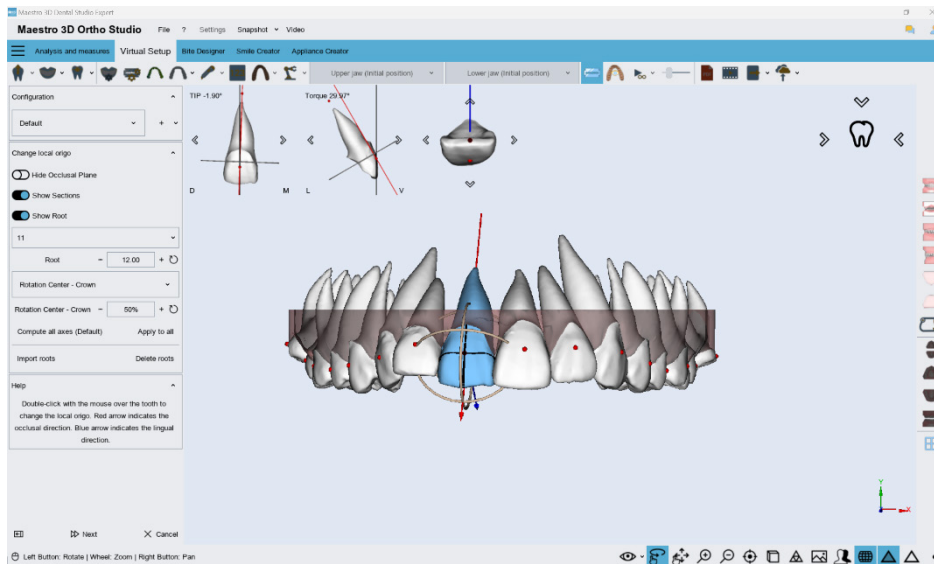 Maestro 3D Dental Studio Expert
Maestro 3D Ortho Studio File ? Settings Snapshot Video
Analysis and measures Virtual Setup Bite Designer Smile Creator Appliance Creator
Upper jaw (Initial position) Lower jaw (Initial position)
Configuration
Default
Change local origo
Hide Occlusal Plane
Show Sections
Show Root
11
Root - 12.00 +
Rotation Center - Crown
Rotation Center - Crown - 50% +
Compute all axes (Default) Apply to all
Import roots Delete roots
Help
Double-click with the mouse over the tooth to
change the local origo. Red arrow indicates the
occlusal direction. Blue arrow indicates the lingual
direction.
Next Cancel
Left Button: Rotate | Wheel: Zoom | Right Button: Pan
TIP -1.90°
D M
Torque 29.97°
L V
Y
X